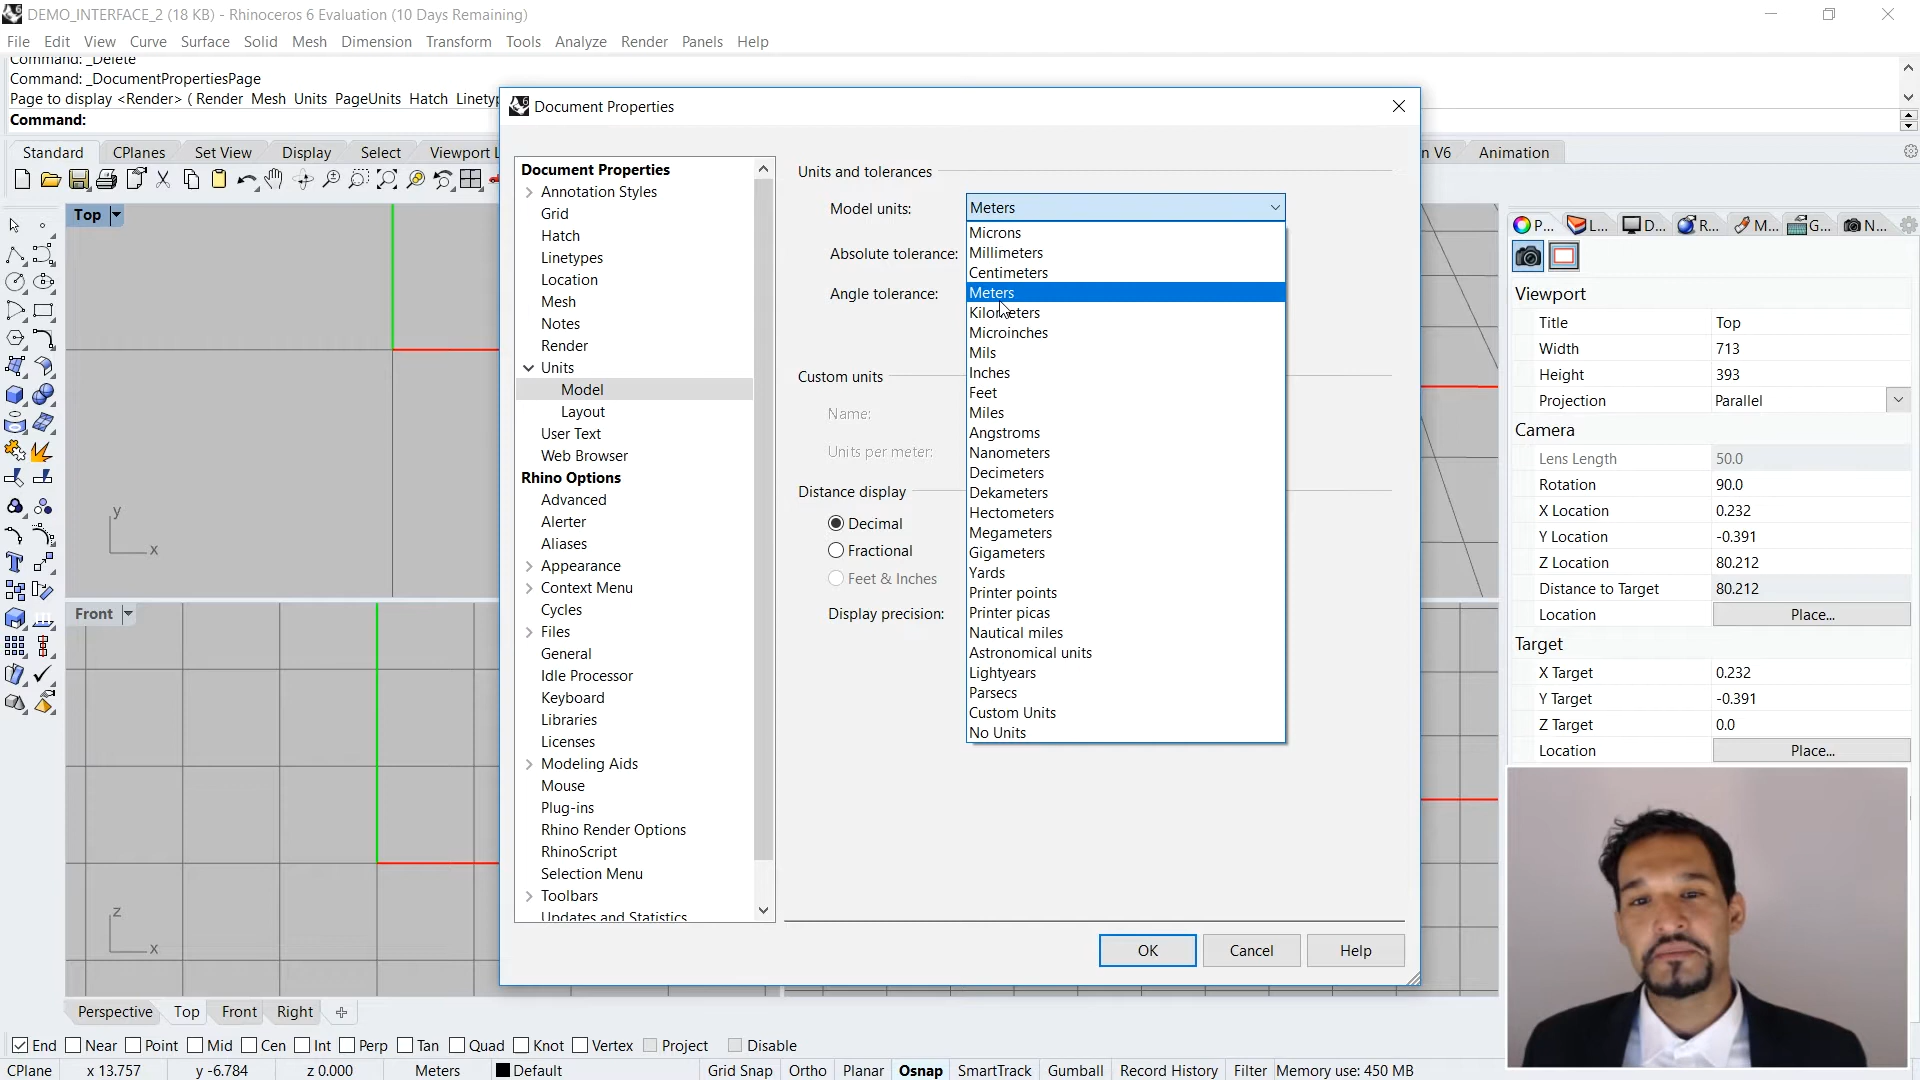 DEMO_INTERFACE_2 (18 KB) - Rhinoceros 6 Evaluation (10 Days Remaining)
File Edit View Curve Surface Solid Mesh Dimension Transform Tools Analyze Render Panels Help
Command: _Delete
Command: _DocumentPropertiesPage
Page to display <Render> ( Render Mesh Units PageUnits Hatch
Command:
Standard CPlanes Set View Display Select Viewport L
n V6 Animation
Top
Front
y
x
z
x
Document Properties
Document Properties
Annotation Styles
Grid
Hatch
Linetypes
Location
Mesh
Notes
Render
Units
Model
Layout
User Text
Web Browser
Rhino Options
Advanced
Alerter
Aliases
Appearance
Context Menu
Cycles
Files
General
Idle Processor
Keyboard
Libraries
Licenses
Modeling Aids
Mouse
Plug-ins
Rhino Render Options
RhinoScript
Selection Menu
Toolbars
Updates and Statistics
Units and tolerances
Model units: Meters
Absolute tolerance:
Angle tolerance:
Custom units
Name:
Units per meter:
Distance display
Decimal
Fractional
Feet & Inches
Display precision:
Microns
Millimeters
Centimeters
Meters
Kilometers
Microinches
Mils
Inches
Feet
Miles
Angstroms
Nanometers
Decimeters
Dekameters
Hectometers
Megameters
Gigameters
Yards
Printer points
Printer picas
Nautical miles
Astronomical units
Lightyears
Parsecs
Custom Units
No Units
OK Cancel Help
P... L... D... R... M... G... N...
Viewport
Title Top
Width 713
Height 393
Projection Parallel
Camera
Lens Length 50.0
Rotation 90.0
X Location 0.232
Y Location -0.391
Z Location 80.212
Distance to Target 80.212
Location Place...
Target
X Target 0.232
Y Target -0.391
Z Target 0.0
Location Place...
Perspective Top Front Right
End Near Point Mid Cen Int Perp Tan Quad Knot Vertex Project Disable
CPlane x 13.757 y -6.784 z 0.000 Meters Default Grid Snap Ortho Planar Osnap SmartTrack Gumball Record History Filter Memory use: 450 MB